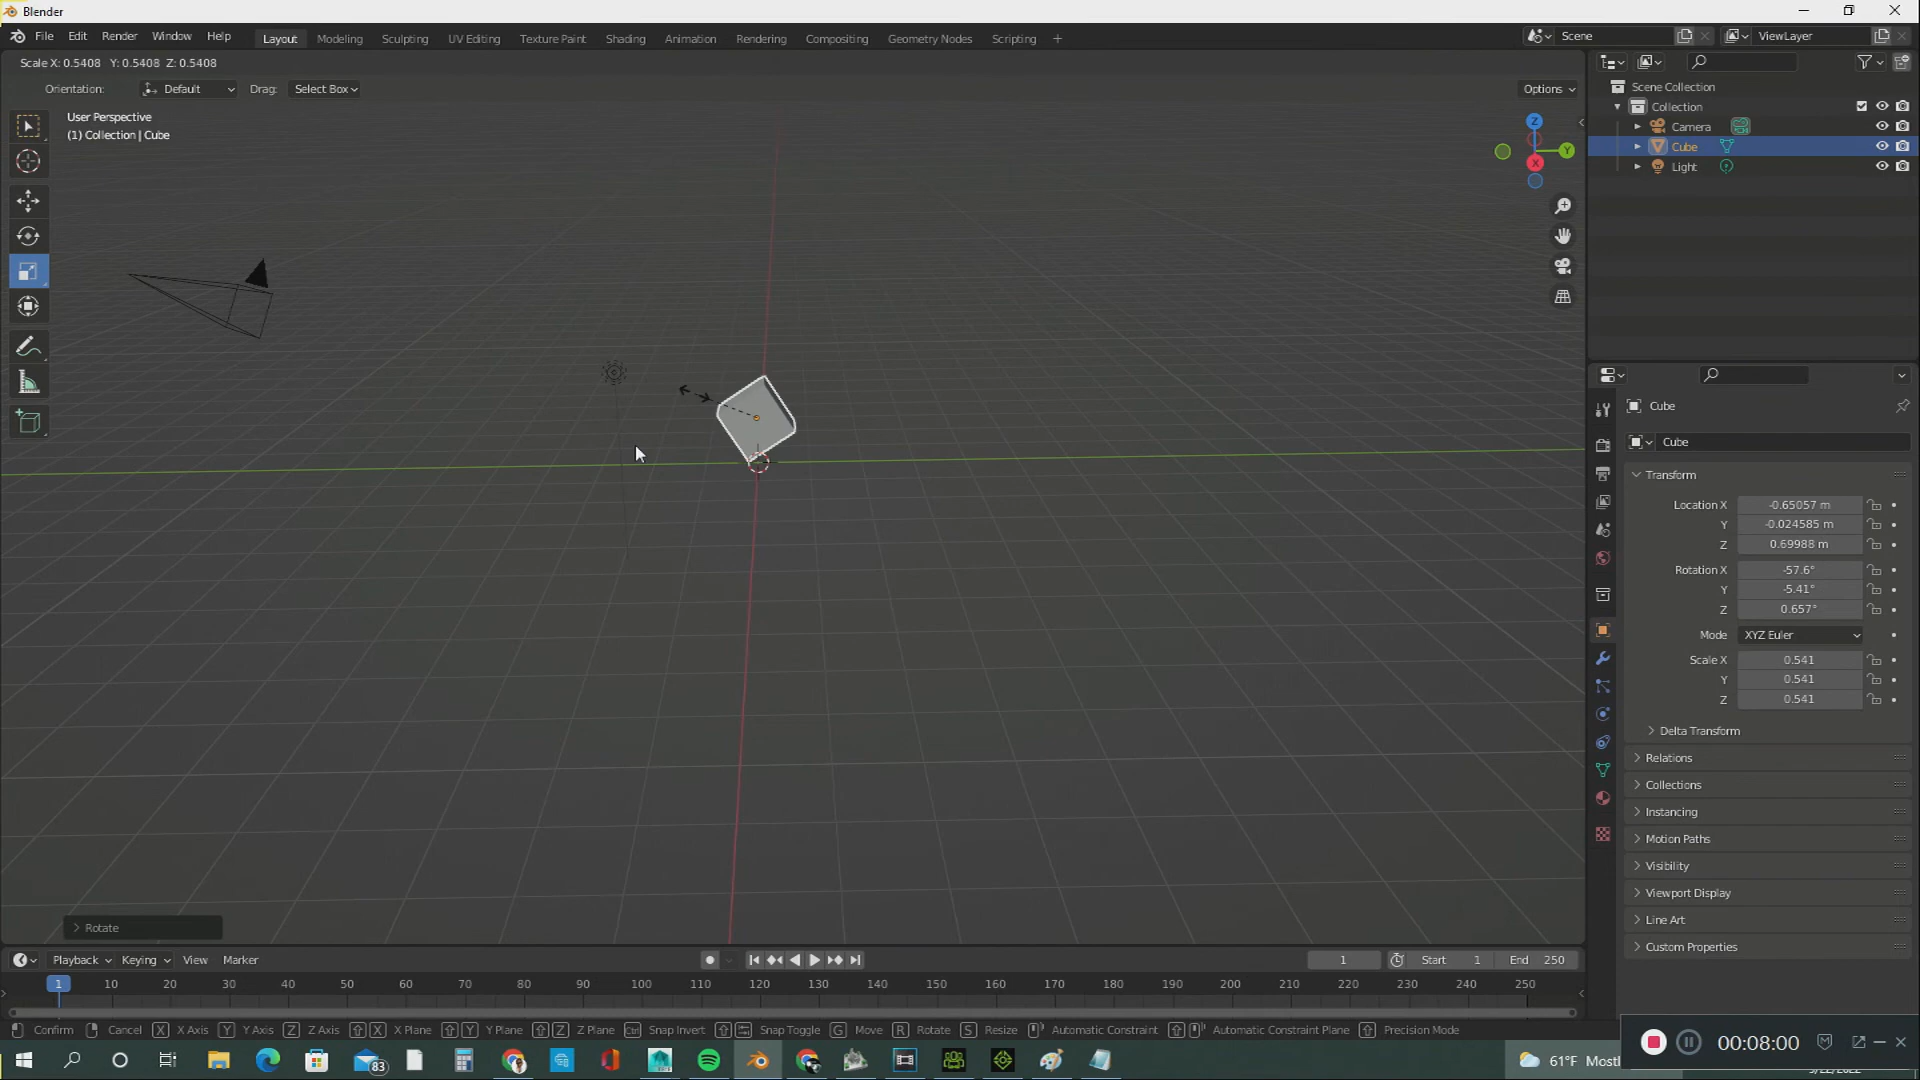 Blender
File Edit Render Window Help Layout Modeling Sculpting UV Editing Texture Paint Shading Animation Rendering Compositing Geometry Nodes Scripting + Scene ViewLayer
Scale X: 0.5408 Y: 0.5408 Z: 0.5408
Orientation: Default Drag: Select Box Options
User Perspective
(1) Collection | Cube
Z
Y
X
Scene Collection
Collection
Camera
Cube
Light
Cube
Cube
Transform
Location X -0.65057 m
Y -0.024585 m
Z 0.69988 m
Rotation X -57.6°
Y -5.41°
Z 0.657°
Mode XYZ Euler
Scale X 0.541
Y 0.541
Z 0.541
Delta Transform
Relations
Collections
Instancing
Motion Paths
Visibility
Viewport Display
Line Art
Custom Properties
Rotate
Playback Keying View Marker 1 Start 1 End 250
1 10 20 30 40 50 60 70 80 90 100 110 120 130 140 150 160 170 180 190 200 210 220 230 240 250
Confirm Cancel X X Axis Y Y Axis Z Z Axis X X Plane Y Y Plane Z Z Plane Ctrl Snap Invert Snap Toggle G Move R Rotate S Resize Automatic Constraint Automatic Constraint Plane Precision Mode
83 61°F 00:08:00